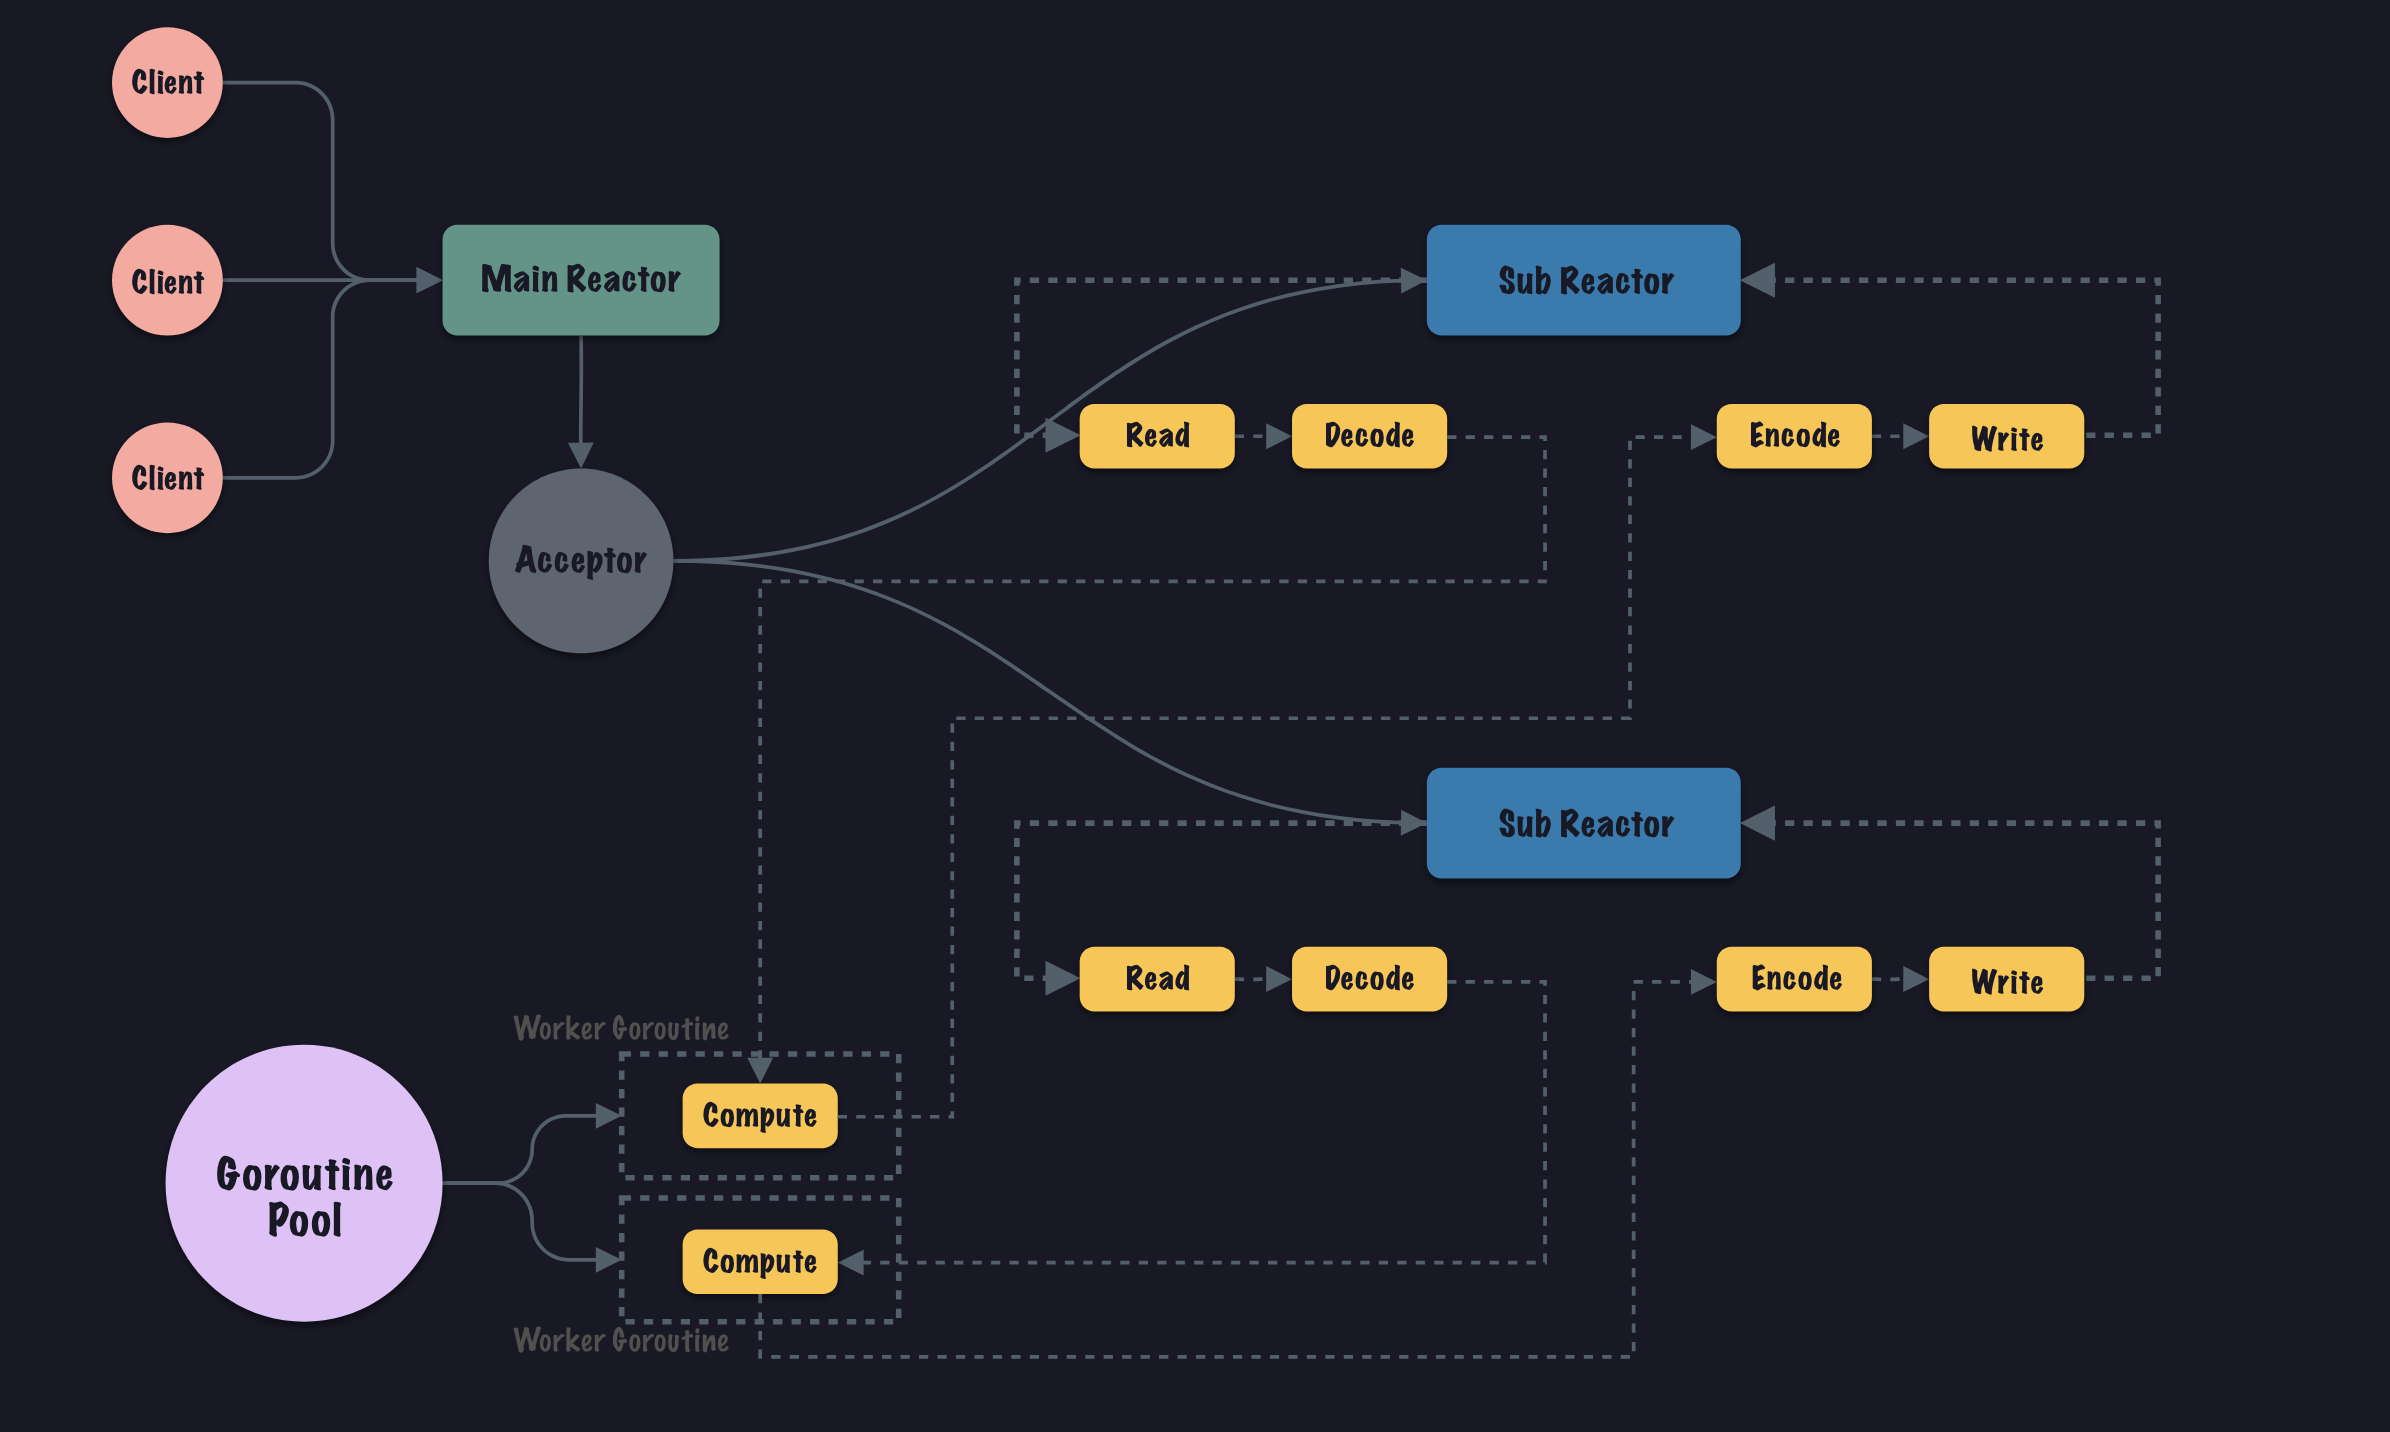 Client
Client
Client
Main Reactor
Acceptor
Sub Reactor
Read
Decode
Encode
Write
Sub Reactor
Read
Decode
Encode
Write
Goroutine
Pool
Worker Goroutine
Compute
Compute
Worker Goroutine